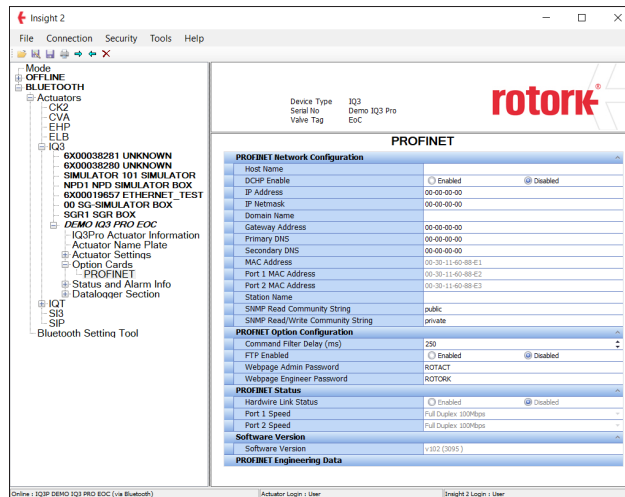 Insight 2
File Connection Security Tools Help
Mode
OFFLINE
BLUETOOTH
Actuators
CK2
CVA
EHP
ELB
IQ3
6X00038281 UNKNOWN
6X00038280 UNKNOWN
SIMULATOR 101 SIMULATOR
NPD1 NPD SIMULATOR BOX
6X00019657 ETHERNET_TEST
00 SG-SIMULATOR BOX
SGR1 SGR BOX
DEMO IQ3 PRO EOC
IQ3Pro Actuator Information
Actuator Name Plate
Actuator Settings
Option Cards
PROFINET
Status and Alarm Info
Datalogger Section
IQT
SI3
SIP
Bluetooth Setting Tool
Device Type IQ3
Serial No Demo IQ3 Pro
Valve Tag EoC
rotork®
PROFINET
PROFINET Network Configuration
Host Name
DCHP Enable Enabled Disabled
IP Address 00-00-00-00
IP Netmask 00-00-00-00
Domain Name
Gateway Address 00-00-00-00
Primary DNS 00-00-00-00
Secondary DNS 00-00-00-00
MAC Address 00-30-11-60-88-E1
Port 1 MAC Address 00-30-11-60-88-E2
Port 2 MAC Address 00-30-11-60-88-E3
Station Name
SNMP Read Community String public
SNMP Read/Write Community String private
PROFINET Option Configuration
Command Filter Delay (ms) 250
FTP Enabled Enabled Disabled
Webpage Admin Password ROTACT
Webpage Engineer Password ROTORK
PROFINET Status
Hardwire Link Status Enabled Disabled
Port 1 Speed Full Duplex 100Mbps
Port 2 Speed Full Duplex 100Mbps
Software Version
Software Version v102 (3095 )
PROFINET Engineering Data
Online : IQ3P DEMO IQ3 PRO EOC (via Bluetooth) Actuator Login : User Insight 2 Login : User